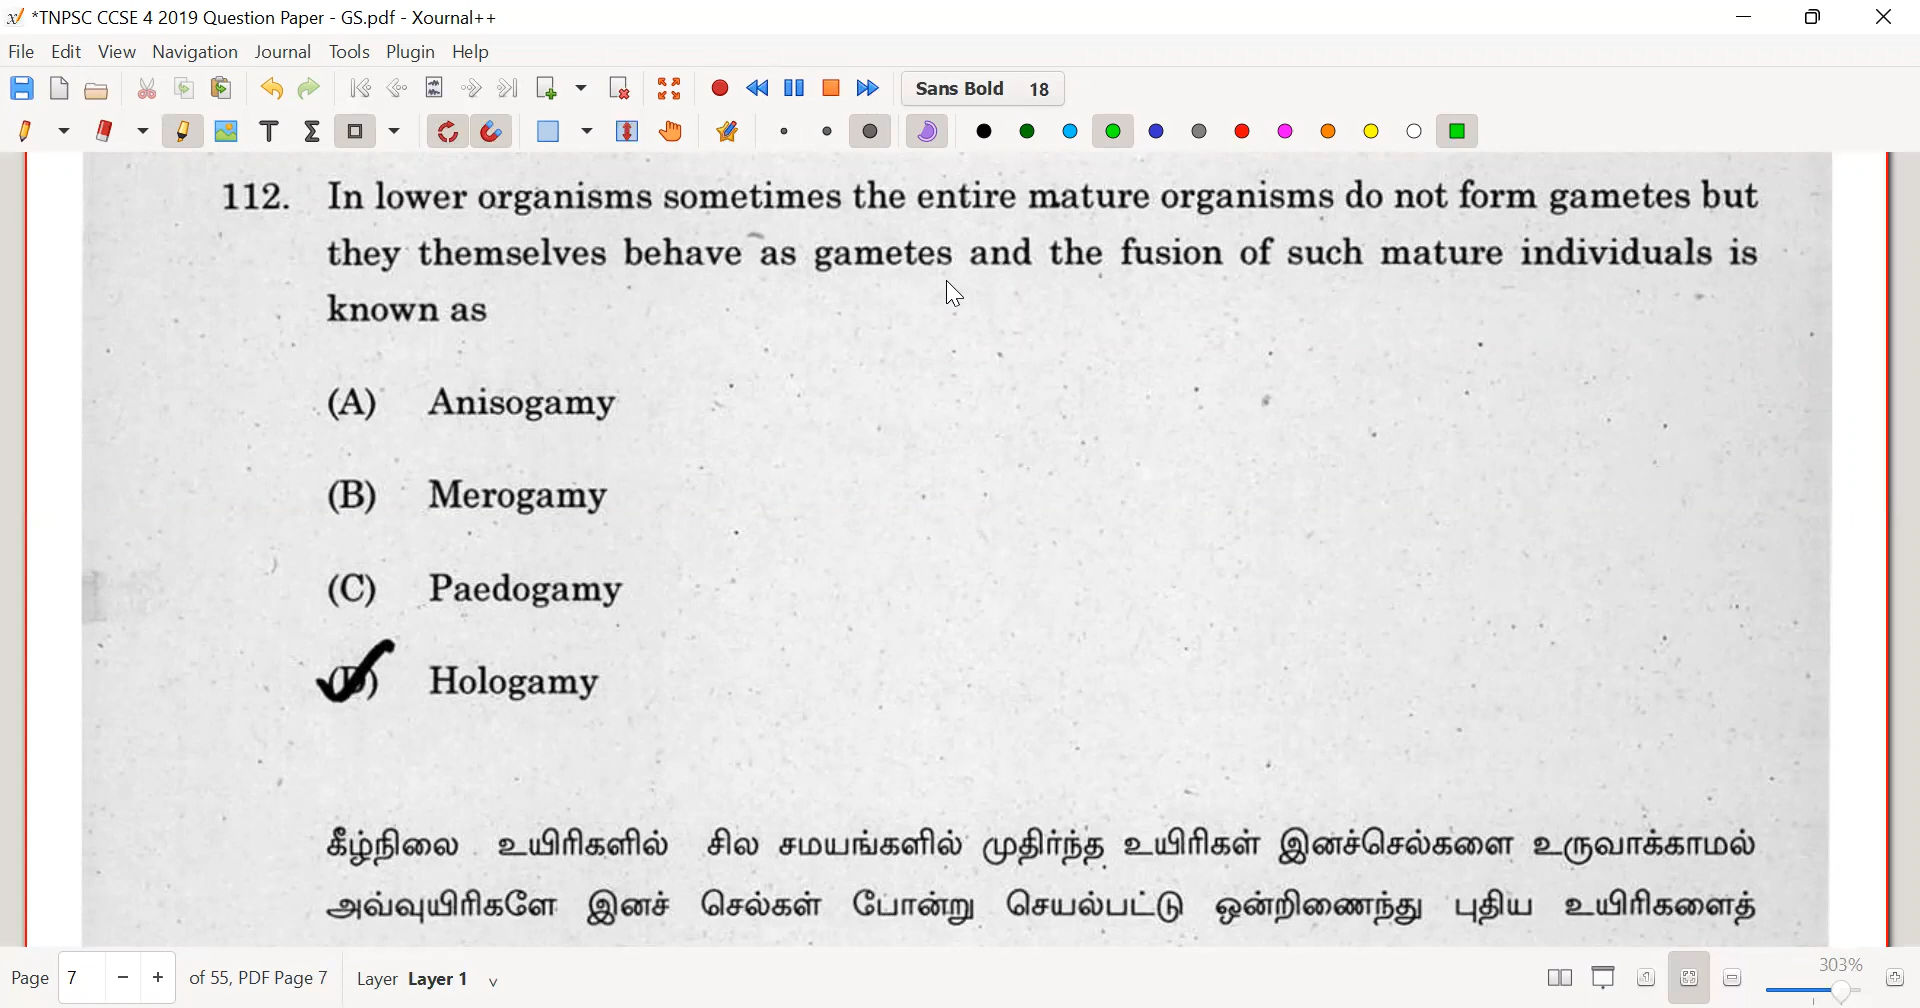 *TNPSC CCSE 4 2019 Question Paper - GS.pdf - Xournal++
File Edit View Navigation Journal Tools Plugin Help
Sans Bold 18
112. In lower organisms sometimes the entire mature organisms do not form gametes but
they themselves behave as gametes and the fusion of such mature individuals is
known as
(A) Anisogamy
(B) Merogamy
(C) Paedogamy
(D) Hologamy
கீழ்நிலை உயிரிகளில் சில சமயங்களில் முதிர்ந்த உயிரிகள் இனச்செல்களை உருவாக்காமல்
அவ்வுயிரிகளே இனச் செல்கள் போன்று செயல்பட்டு ஒன்றிணைந்து புதிய உயிரிகளைத்
Page 7 of 55, PDF Page 7 Layer Layer 1 303%